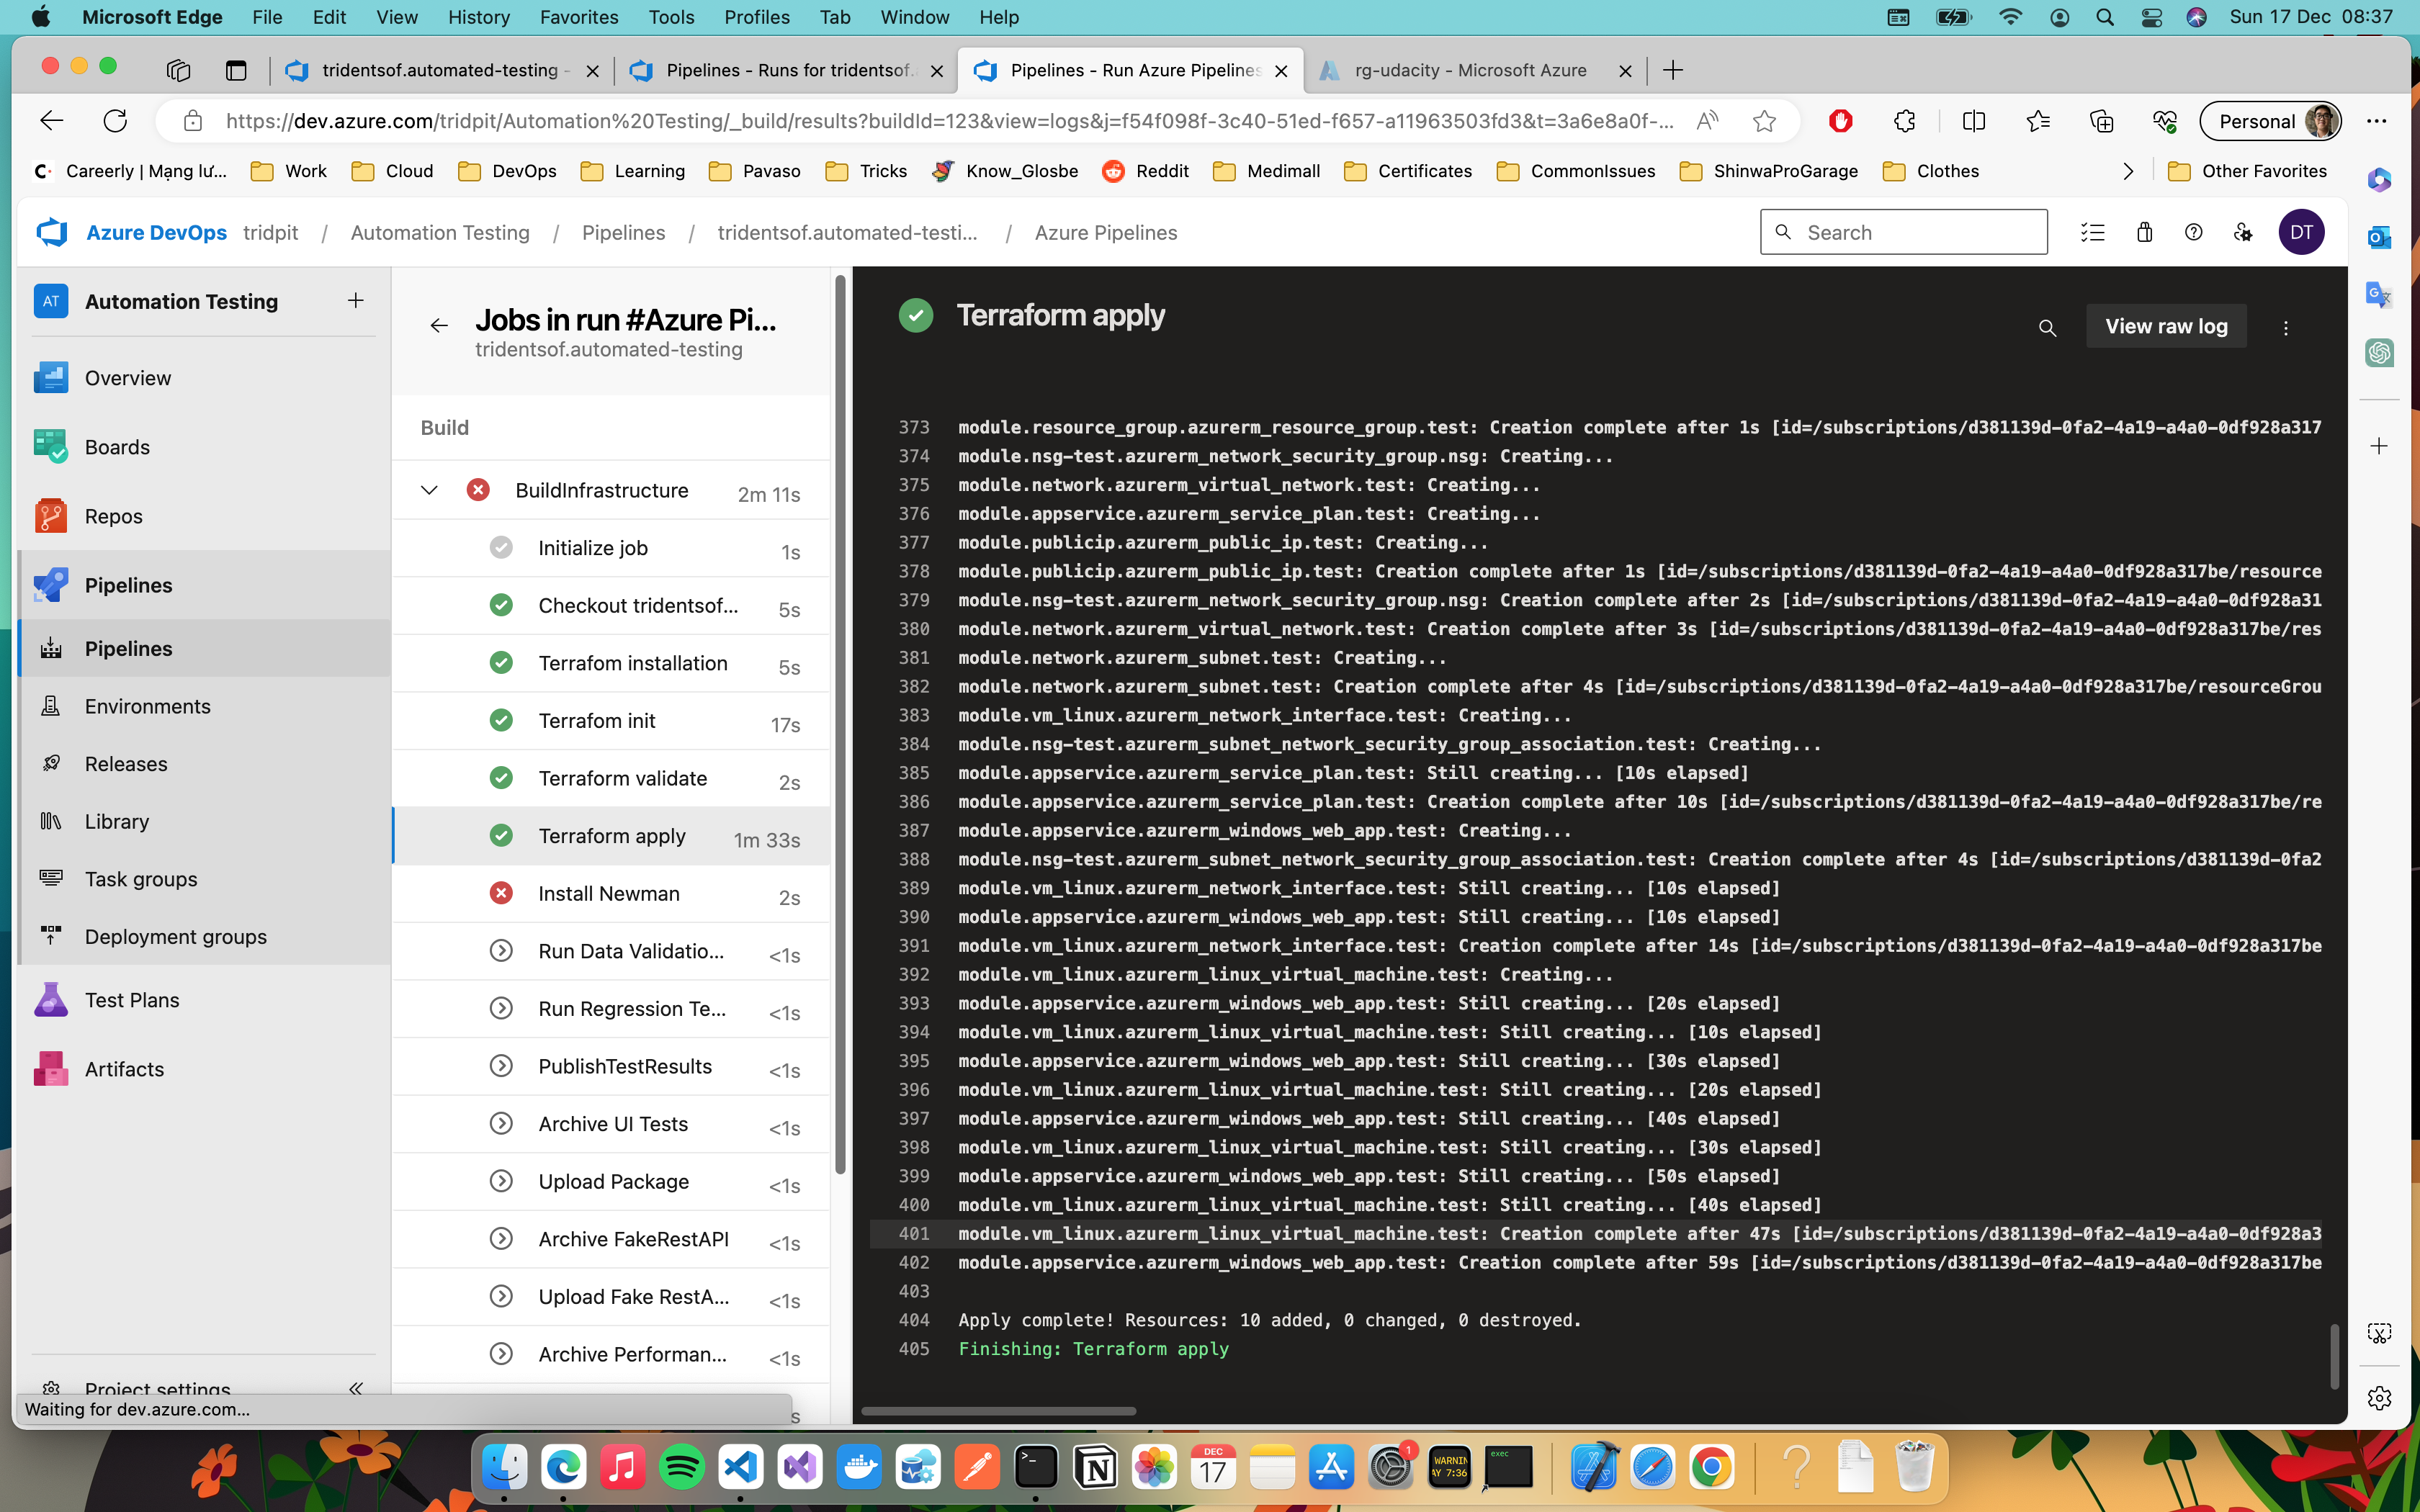 Microsoft Edge File Edit View History Favorites Tools Profiles Tab Window Help Sun 17 Dec 08:37
tridentsof.automated-testing - Pipelines - Runs for tridentsof. Pipelines - Run Azure Pipelines rg-udacity - Microsoft Azure
https://dev.azure.com/tridpit/Automation%20Testing/_build/results?buildId=123&view=logs&j=f54f098f-3c40-51ed-f657-a11963503fd3&t=3a6e8a0f-... Personal
Careerly | Mạng lư... Work Cloud DevOps Learning Pavaso Tricks Know_Glosbe Reddit Medimall Certificates CommonIssues ShinwaProGarage Clothes Other Favorites
Azure DevOps tridpit / Automation Testing / Pipelines / tridentsof.automated-testi... / Azure Pipelines Search DT
AT Automation Testing
Overview
Boards
Repos
Pipelines
Pipelines
Environments
Releases
Library
Task groups
Deployment groups
Test Plans
Artifacts
Project settings
Waiting for dev.azure.com...
Jobs in run #Azure Pi...
tridentsof.automated-testing
Build
BuildInfrastructure 2m 11s
Initialize job 1s
Checkout tridentsof... 5s
Terrafom installation 5s
Terrafom init 17s
Terraform validate 2s
Terraform apply 1m 33s
Install Newman 2s
Run Data Validatio... <1s
Run Regression Te... <1s
PublishTestResults <1s
Archive UI Tests <1s
Upload Package <1s
Archive FakeRestAPI <1s
Upload Fake RestA... <1s
Archive Performan... <1s
s
Terraform apply
View raw log
373 module.resource_group.azurerm_resource_group.test: Creation complete after 1s [id=/subscriptions/d381139d-0fa2-4a19-a4a0-0df928a317
374 module.nsg-test.azurerm_network_security_group.nsg: Creating...
375 module.network.azurerm_virtual_network.test: Creating...
376 module.appservice.azurerm_service_plan.test: Creating...
377 module.publicip.azurerm_public_ip.test: Creating...
378 module.publicip.azurerm_public_ip.test: Creation complete after 1s [id=/subscriptions/d381139d-0fa2-4a19-a4a0-0df928a317be/resource
379 module.nsg-test.azurerm_network_security_group.nsg: Creation complete after 2s [id=/subscriptions/d381139d-0fa2-4a19-a4a0-0df928a31
380 module.network.azurerm_virtual_network.test: Creation complete after 3s [id=/subscriptions/d381139d-0fa2-4a19-a4a0-0df928a317be/res
381 module.network.azurerm_subnet.test: Creating...
382 module.network.azurerm_subnet.test: Creation complete after 4s [id=/subscriptions/d381139d-0fa2-4a19-a4a0-0df928a317be/resourceGrou
383 module.vm_linux.azurerm_network_interface.test: Creating...
384 module.nsg-test.azurerm_subnet_network_security_group_association.test: Creating...
385 module.appservice.azurerm_service_plan.test: Still creating... [10s elapsed]
386 module.appservice.azurerm_service_plan.test: Creation complete after 10s [id=/subscriptions/d381139d-0fa2-4a19-a4a0-0df928a317be/re
387 module.appservice.azurerm_windows_web_app.test: Creating...
388 module.nsg-test.azurerm_subnet_network_security_group_association.test: Creation complete after 4s [id=/subscriptions/d381139d-0fa2
389 module.vm_linux.azurerm_network_interface.test: Still creating... [10s elapsed]
390 module.appservice.azurerm_windows_web_app.test: Still creating... [10s elapsed]
391 module.vm_linux.azurerm_network_interface.test: Creation complete after 14s [id=/subscriptions/d381139d-0fa2-4a19-a4a0-0df928a317be
392 module.vm_linux.azurerm_linux_virtual_machine.test: Creating...
393 module.appservice.azurerm_windows_web_app.test: Still creating... [20s elapsed]
394 module.vm_linux.azurerm_linux_virtual_machine.test: Still creating... [10s elapsed]
395 module.appservice.azurerm_windows_web_app.test: Still creating... [30s elapsed]
396 module.vm_linux.azurerm_linux_virtual_machine.test: Still creating... [20s elapsed]
397 module.appservice.azurerm_windows_web_app.test: Still creating... [40s elapsed]
398 module.vm_linux.azurerm_linux_virtual_machine.test: Still creating... [30s elapsed]
399 module.appservice.azurerm_windows_web_app.test: Still creating... [50s elapsed]
400 module.vm_linux.azurerm_linux_virtual_machine.test: Still creating... [40s elapsed]
401 module.vm_linux.azurerm_linux_virtual_machine.test: Creation complete after 47s [id=/subscriptions/d381139d-0fa2-4a19-a4a0-0df928a3
402 module.appservice.azurerm_windows_web_app.test: Creation complete after 59s [id=/subscriptions/d381139d-0fa2-4a19-a4a0-0df928a317be
403
404 Apply complete! Resources: 10 added, 0 changed, 0 destroyed.
405 Finishing: Terraform apply
DEC
17
1
WARNIN
AY 7:36
exec